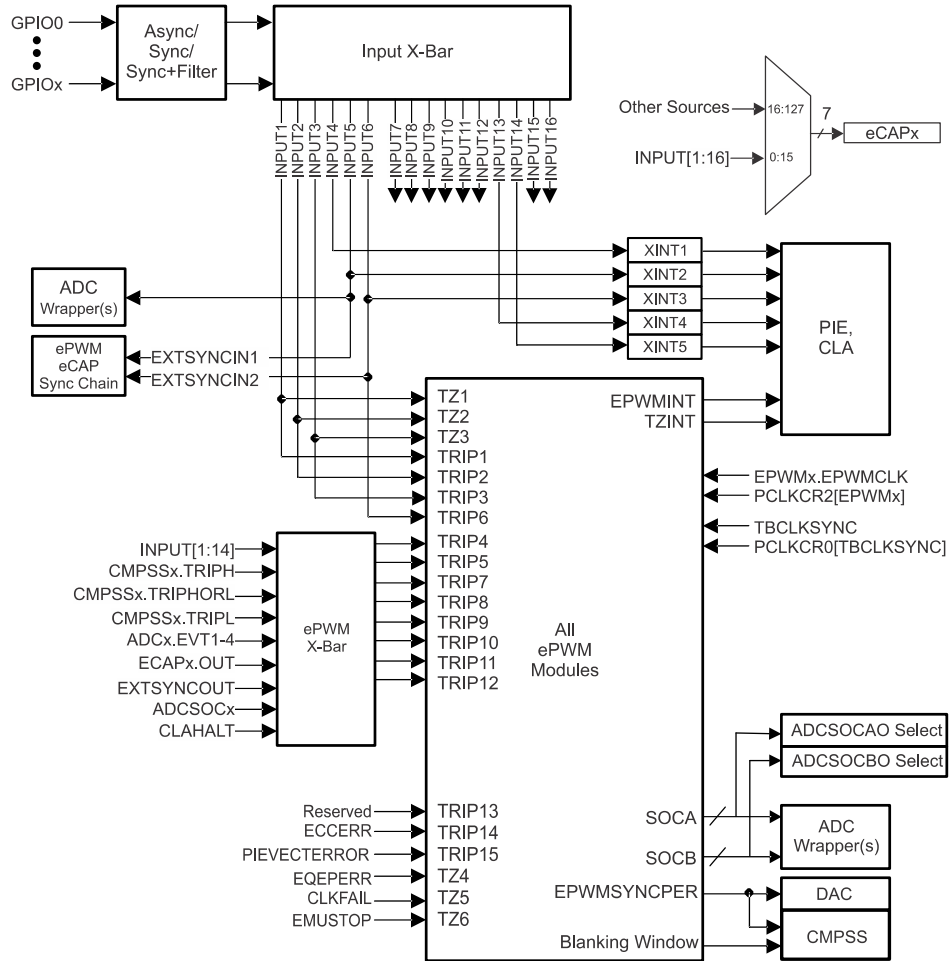 GPIO0
GPIOx
Async/
Sync/
Sync+Filter
Input X-Bar
INPUT1
INPUT2
INPUT3
INPUT4
INPUT5
INPUT6
INPUT7
INPUT8
INPUT9
INPUT10
INPUT11
INPUT12
INPUT13
INPUT14
INPUT15
INPUT16
Other Sources
INPUT[1:16]
16:127
0:15
7
eCAPx
XINT1
XINT2
XINT3
XINT4
XINT5
PIE,
CLA
ADC
Wrapper(s)
ePWM
eCAP
Sync Chain
EXTSYNCIN1
EXTSYNCIN2
TZ1
TZ2
TZ3
TRIP1
TRIP2
TRIP3
TRIP6
TRIP4
TRIP5
TRIP7
TRIP8
TRIP9
TRIP10
TRIP11
TRIP12
EPWMINT
TZINT
EPWMx.EPWMCLK
PCLKCR2[EPWMx]
TBCLKSYNC
PCLKCR0[TBCLKSYNC]
INPUT[1:14]
CMPSSx.TRIPH
CMPSSx.TRIPHORL
CMPSSx.TRIPL
ADCx.EVT1-4
ECAPx.OUT
EXTSYNCOUT
ADCSOCx
CLAHALT
ePWM
X-Bar
All
ePWM
Modules
Reserved
ECCERR
PIEVECTERROR
EQEPERR
CLKFAIL
EMUSTOP
TRIP13
TRIP14
TRIP15
TZ4
TZ5
TZ6
SOCA
SOCB
EPWMSYNCPER
Blanking Window
ADCSOCAO Select
ADCSOCBO Select
ADC
Wrapper(s)
DAC
CMPSS